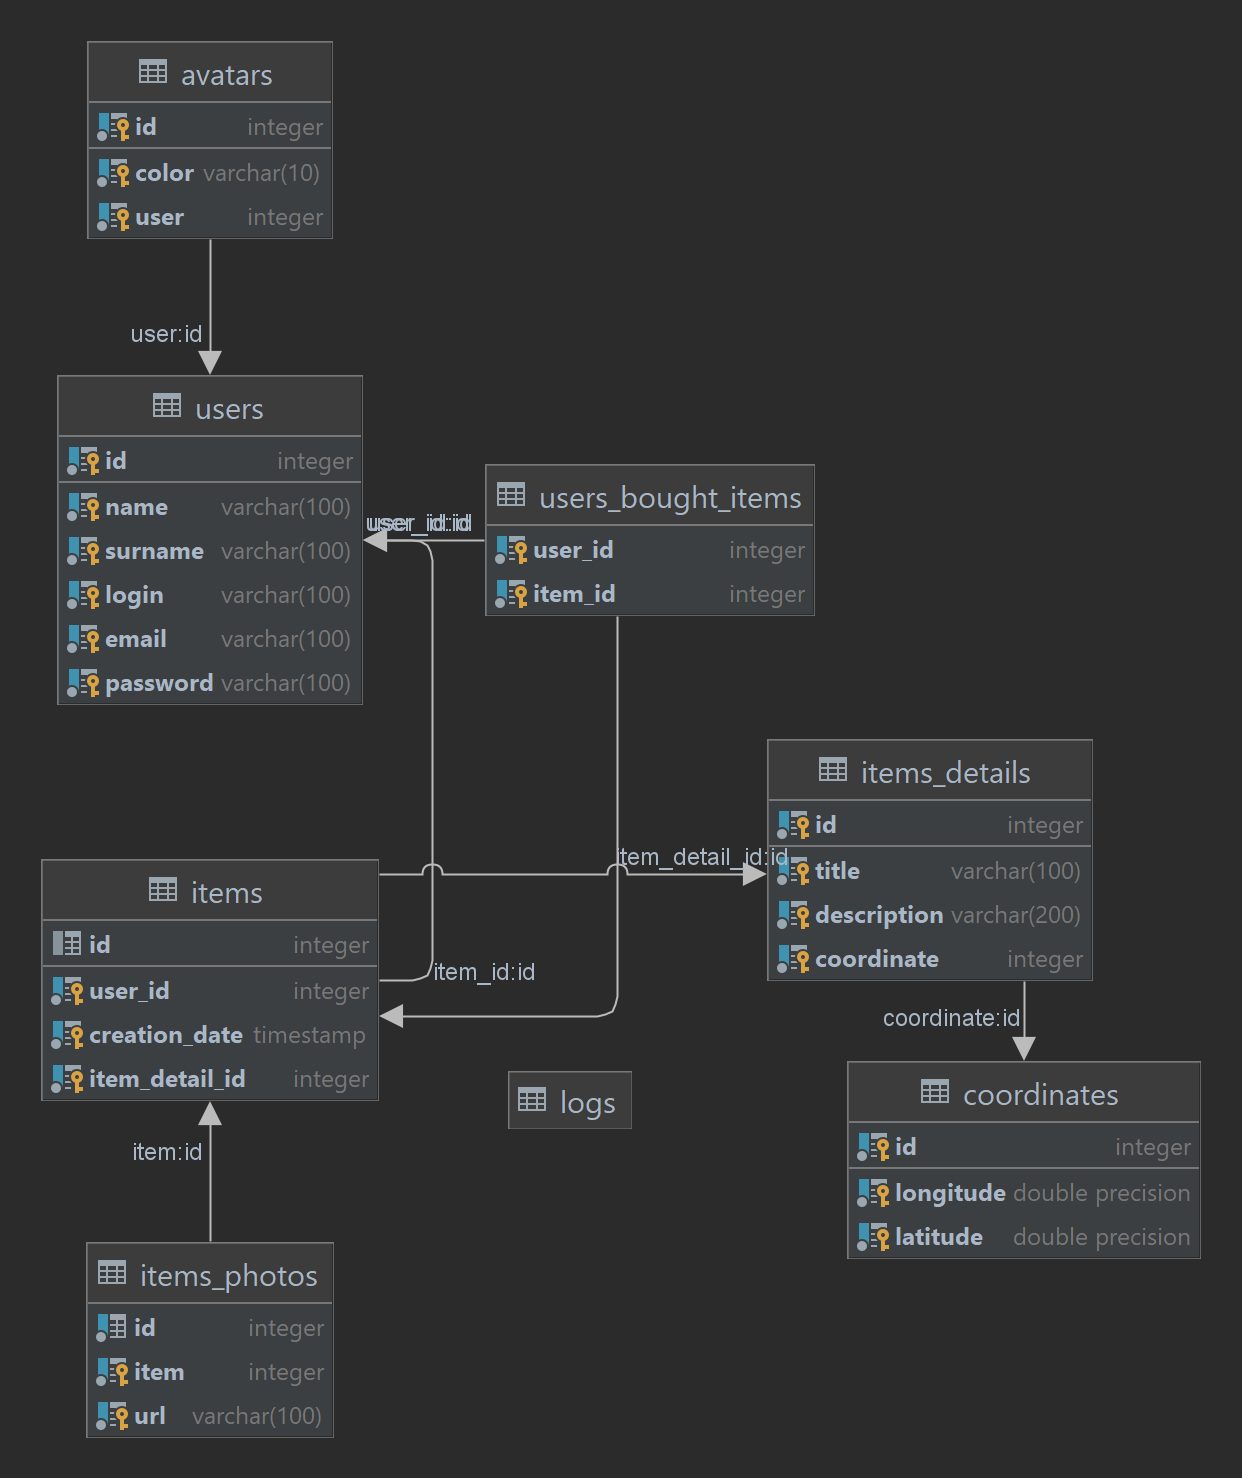 avatars
id integer
color varchar(10)
user integer
user:id
users
id integer
name varchar(100)
surname varchar(100)
login varchar(100)
email varchar(100)
password varchar(100)
user_id:id
users_bought_items
user_id integer
item_id integer
items_details
id integer
title varchar(100)
description varchar(200)
coordinate integer
item_detail_id:id
items
id integer
user_id integer
creation_date timestamp
item_detail_id integer
item_id:id
coordinate:id
logs
coordinates
id integer
longitude double precision
latitude double precision
item:id
items_photos
id integer
item integer
url varchar(100)